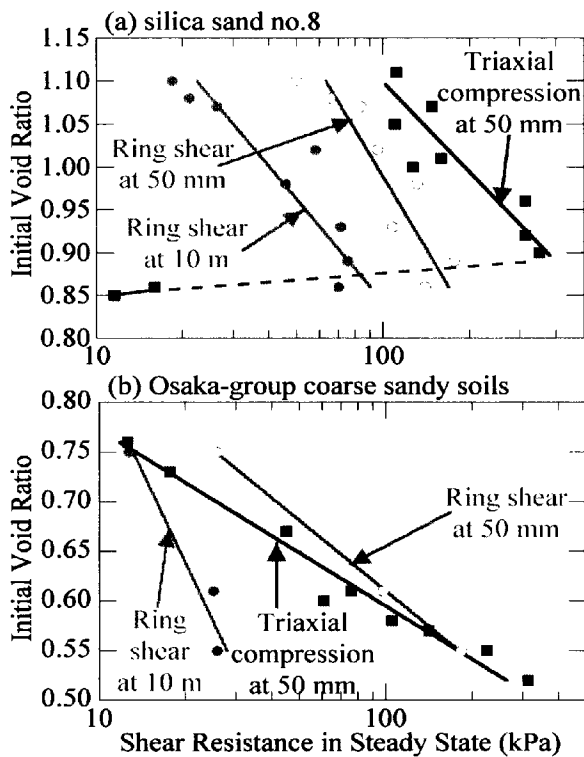 (a) silica sand no.8
1.15
1.10
1.05
1.00
0.95
0.90
0.85
0.80
Initial Void Ratio
Triaxial
compression
at 50 mm
Ring shear
at 50 mm
Ring shear
at 10 m
10
100
(b) Osaka-group coarse sandy soils
0.80
0.75
0.70
0.65
0.60
0.55
0.50
Initial Void Ratio
Ring shear
at 50 mm
Ring
shear
at 10 m
Triaxial
compression
at 50 mm
10
100
Shear Resistance in Steady State (kPa)